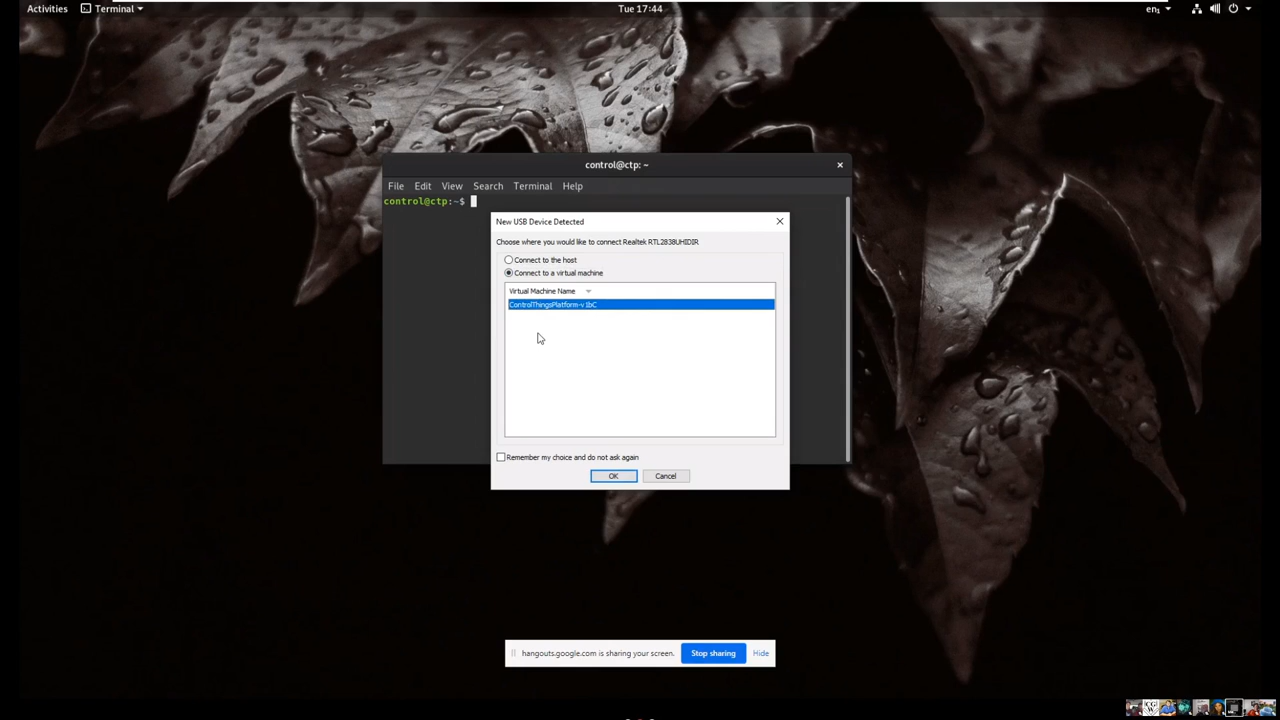 Activities
Terminal
Tue 17:44
en1
control@ctp: ~
File Edit View Search Terminal Help
control@ctp:~$
New USB Device Detected
Choose where you would like to connect Realtek RTL2838UHIDIR
Connect to the host
Connect to a virtual machine
Virtual Machine Name
ControlThingsPlatform-v1bC
Remember my choice and do not ask again
OK
Cancel
hangouts.google.com is sharing your screen.
Stop sharing
Hide